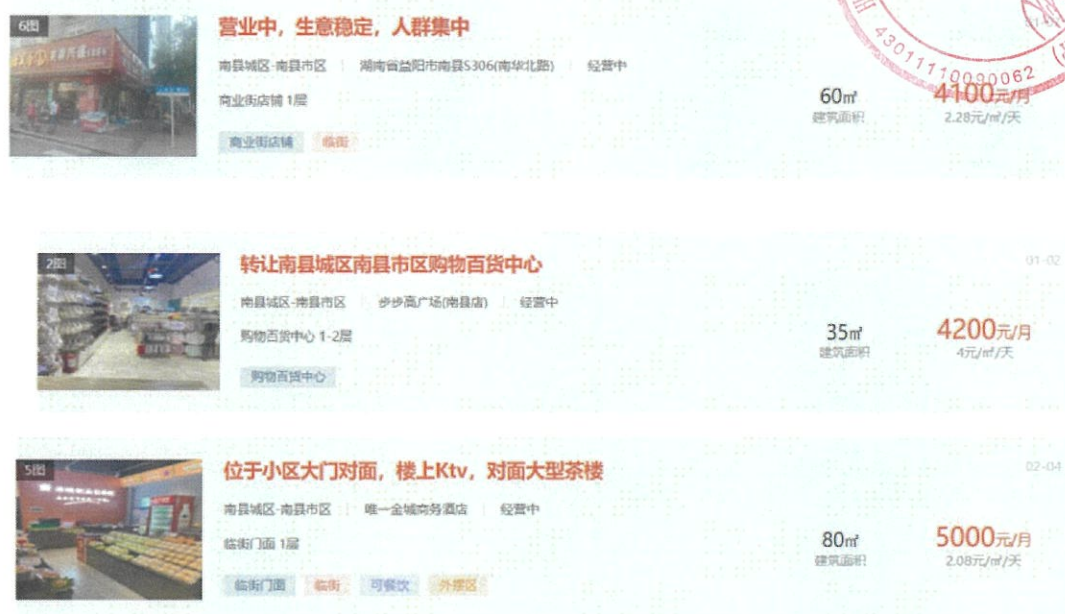 6图
营业中，生意稳定，人群集中
南县城区-南县市区 | 湖南省益阳市南县S306(南华北路) | 经营中
商业街店铺 1层
商业街店铺 临街
60㎡
建筑面积
4100元/月
2.28元/㎡/天
43011110090062
2图
转让南县城区南县市区购物百货中心
01-02
南县城区-南县市区 | 步步高广场(南县店) | 经营中
购物百货中心 1-2层
购物百货中心
35㎡
建筑面积
4200元/月
4元/㎡/天
5图
位于小区大门对面，楼上Ktv，对面大型茶楼
02-04
南县城区-南县市区 | 唯一金城商务酒店 | 经营中
临街门面 1层
临街门面 临街 可餐饮 外摆区
80㎡
建筑面积
5000元/月
2.08元/㎡/天